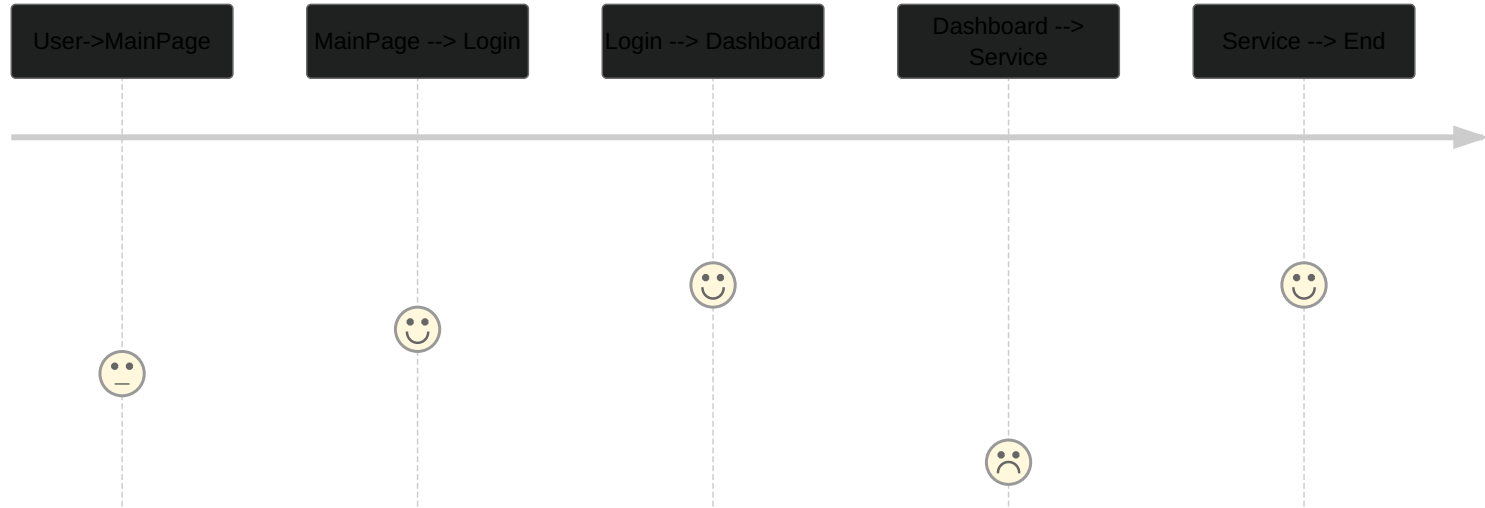 User->MainPage
MainPage --> Login
Login --> Dashboard
Dashboard -->
Service
Service --> End